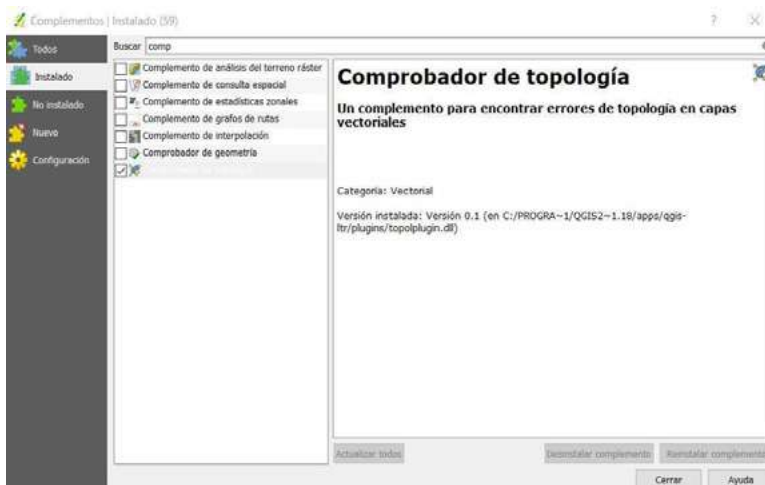 Complementos | Instalado (59)
?
Todos
Instalado
No instalado
Nuevo
Configuración
Buscar comp
Complemento de análisis del terreno ráster
Complemento de consulta espacial
Complemento de estadísticas zonales
Complemento de grafos de rutas
Complemento de interpolación
Comprobador de geometría
Comprobador de topología
Un complemento para encontrar errores de topología en capas
vectoriales
Categoría: Vectorial
Versión instalada: Versión 0.1 (en C:/PROGRA~1/QGIS2~1.18/apps/qgis-
ltr/plugins/topolplugin.dll)
Actualizar todos
Desinstalar complemento
Reinstalar complemento
Cerrar
Ayuda